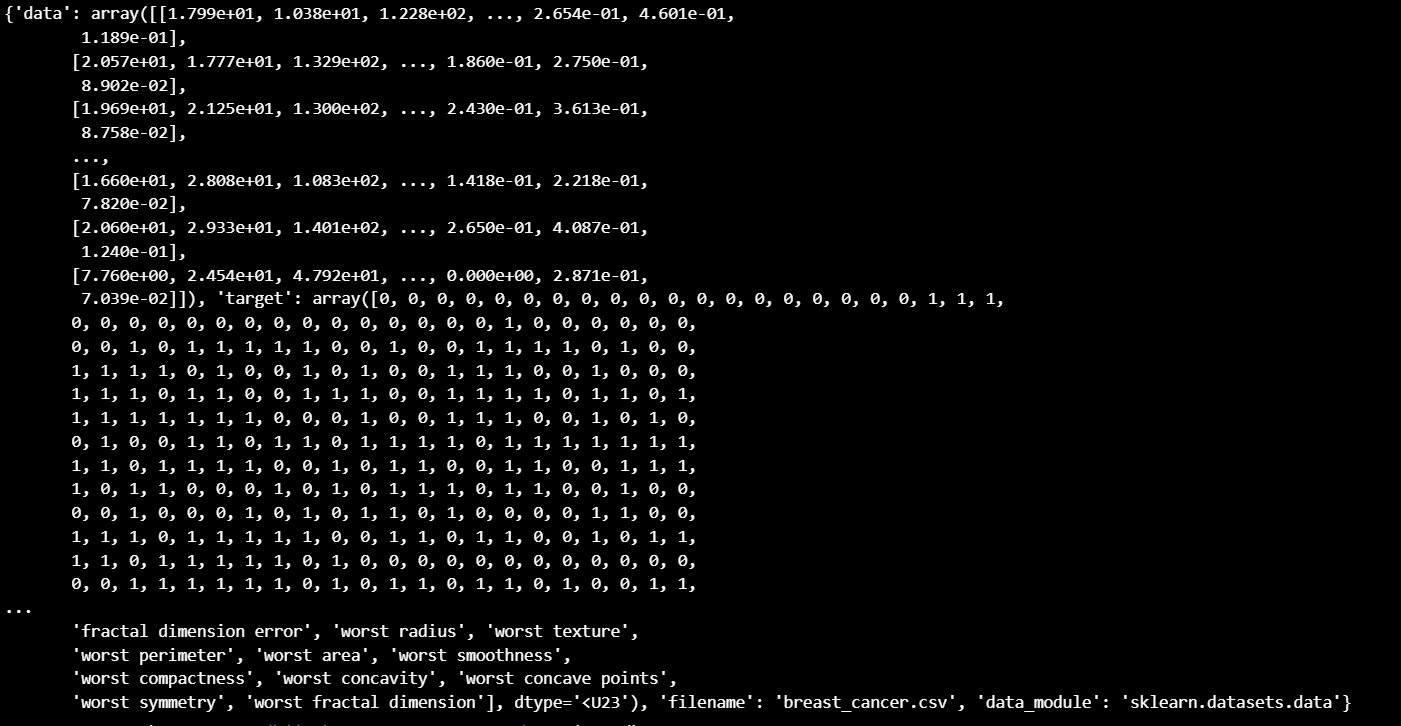 {'data': array([[1.799e+01, 1.038e+01, 1.228e+02, ..., 2.654e-01, 4.601e-01,
1.189e-01],
[2.057e+01, 1.777e+01, 1.329e+02, ..., 1.860e-01, 2.750e-01,
8.902e-02],
[1.969e+01, 2.125e+01, 1.300e+02, ..., 2.430e-01, 3.613e-01,
8.758e-02],
...,
[1.660e+01, 2.808e+01, 1.083e+02, ..., 1.418e-01, 2.218e-01,
7.820e-02],
[2.060e+01, 2.933e+01, 1.401e+02, ..., 2.650e-01, 4.087e-01,
1.240e-01],
[7.760e+00, 2.454e+01, 4.792e+01, ..., 0.000e+00, 2.871e-01,
7.039e-02]]), 'target': array([0, 0, 0, 0, 0, 0, 0, 0, 0, 0, 0, 0, 0, 0, 0, 0, 0, 0, 0, 1, 1, 1,
0, 0, 0, 0, 0, 0, 0, 0, 0, 0, 0, 0, 0, 0, 0, 1, 0, 0, 0, 0, 0, 0,
0, 0, 1, 0, 1, 1, 1, 1, 1, 0, 0, 1, 0, 0, 1, 1, 1, 1, 0, 1, 0, 0,
1, 1, 1, 1, 0, 1, 0, 0, 1, 0, 1, 0, 0, 1, 1, 1, 0, 0, 1, 0, 0, 0,
1, 1, 1, 0, 1, 1, 0, 0, 1, 1, 1, 0, 0, 1, 1, 1, 1, 0, 1, 1, 0, 1,
1, 1, 1, 1, 1, 1, 1, 0, 0, 0, 1, 0, 0, 1, 1, 1, 0, 0, 1, 0, 1, 0,
0, 1, 0, 0, 1, 1, 0, 1, 1, 0, 1, 1, 1, 1, 0, 1, 1, 1, 1, 1, 1, 1,
1, 1, 0, 1, 1, 1, 1, 0, 0, 1, 0, 1, 1, 0, 0, 1, 1, 0, 0, 1, 1, 1,
1, 0, 1, 1, 0, 0, 0, 1, 0, 1, 0, 1, 1, 1, 0, 1, 1, 0, 0, 1, 0, 0,
0, 0, 1, 0, 0, 0, 1, 0, 1, 0, 1, 1, 0, 1, 0, 0, 0, 0, 1, 1, 0, 0,
1, 1, 1, 0, 1, 1, 1, 1, 1, 0, 0, 1, 1, 0, 1, 1, 0, 0, 1, 0, 1, 1,
1, 1, 0, 1, 1, 1, 1, 1, 0, 1, 0, 0, 0, 0, 0, 0, 0, 0, 0, 0, 0, 0,
0, 0, 1, 1, 1, 1, 1, 1, 0, 1, 0, 1, 1, 0, 1, 1, 0, 1, 0, 0, 1, 1,
...
'fractal dimension error', 'worst radius', 'worst texture',
'worst perimeter', 'worst area', 'worst smoothness',
'worst compactness', 'worst concavity', 'worst concave points',
'worst symmetry', 'worst fractal dimension'], dtype='<U23'), 'filename': 'breast_cancer.csv', 'data_module': 'sklearn.datasets.data'}